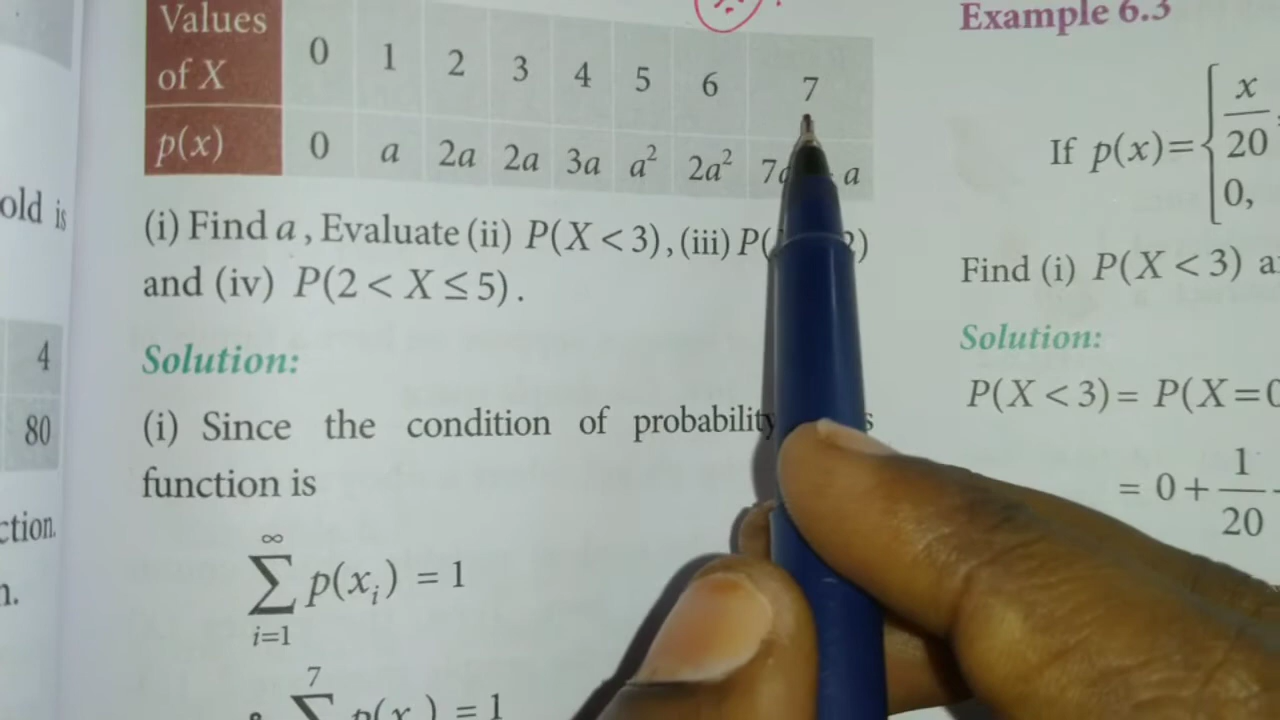 Values of X 0 1 2 3 4 5 6 7
p(x) 0 a 2a 2a 3a a² 2a² 7 a
(i) Find a, Evaluate (ii) P(X < 3), (iii) P( )
and (iv) P(2 < X ≤ 5).
Solution:
(i) Since the condition of probability
function is
∞
∑ p(xᵢ) = 1
i=1
7
∑ p(x ) = 1
old is
4
80
ction.
Example 6.3
If p(x) = { x/20,
0,
Find (i) P(X < 3)
Solution:
P(X < 3) = P(X=0
= 0 + 1/20